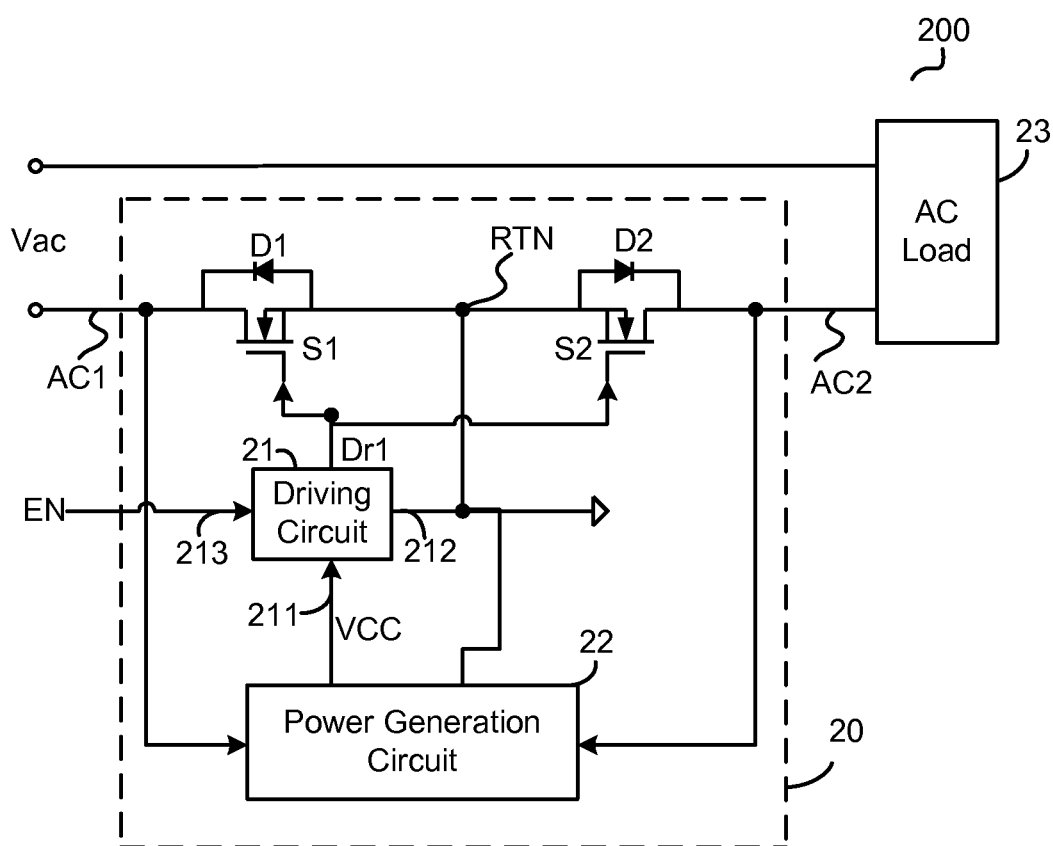 200
23
AC
Load
Vac
D1
RTN
D2
S1
S2
AC1
AC2
21
Dr1
Driving
Circuit
EN
213
212
211
VCC
22
Power Generation
Circuit
20